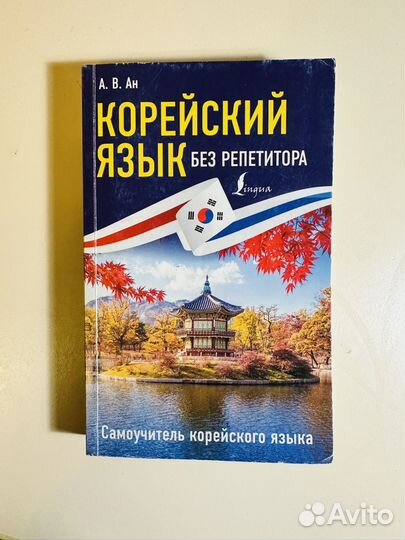 А. В. Ан
КОРЕЙСКИЙ
ЯЗЫК БЕЗ РЕПЕТИТОРА
Lingua
Самоучитель корейского языка
Avito